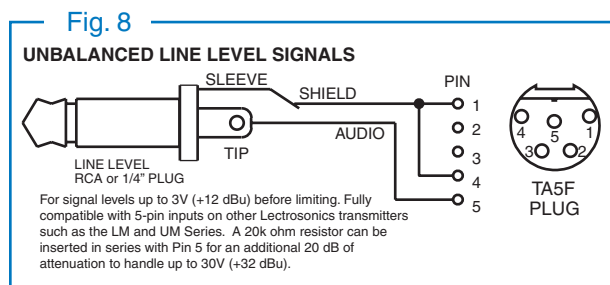 Fig. 8
UNBALANCED LINE LEVEL SIGNALS
SLEEVE
SHIELD
PIN
1
2
3
4
5
AUDIO
TIP
LINE LEVEL
RCA or 1/4" PLUG
4
5
1
3
2
TA5F
PLUG
For signal levels up to 3V (+12 dBu) before limiting. Fully
compatible with 5-pin inputs on other Lectrosonics transmitters
such as the LM and UM Series. A 20k ohm resistor can be
inserted in series with Pin 5 for an additional 20 dB of
attenuation to handle up to 30V (+32 dBu).